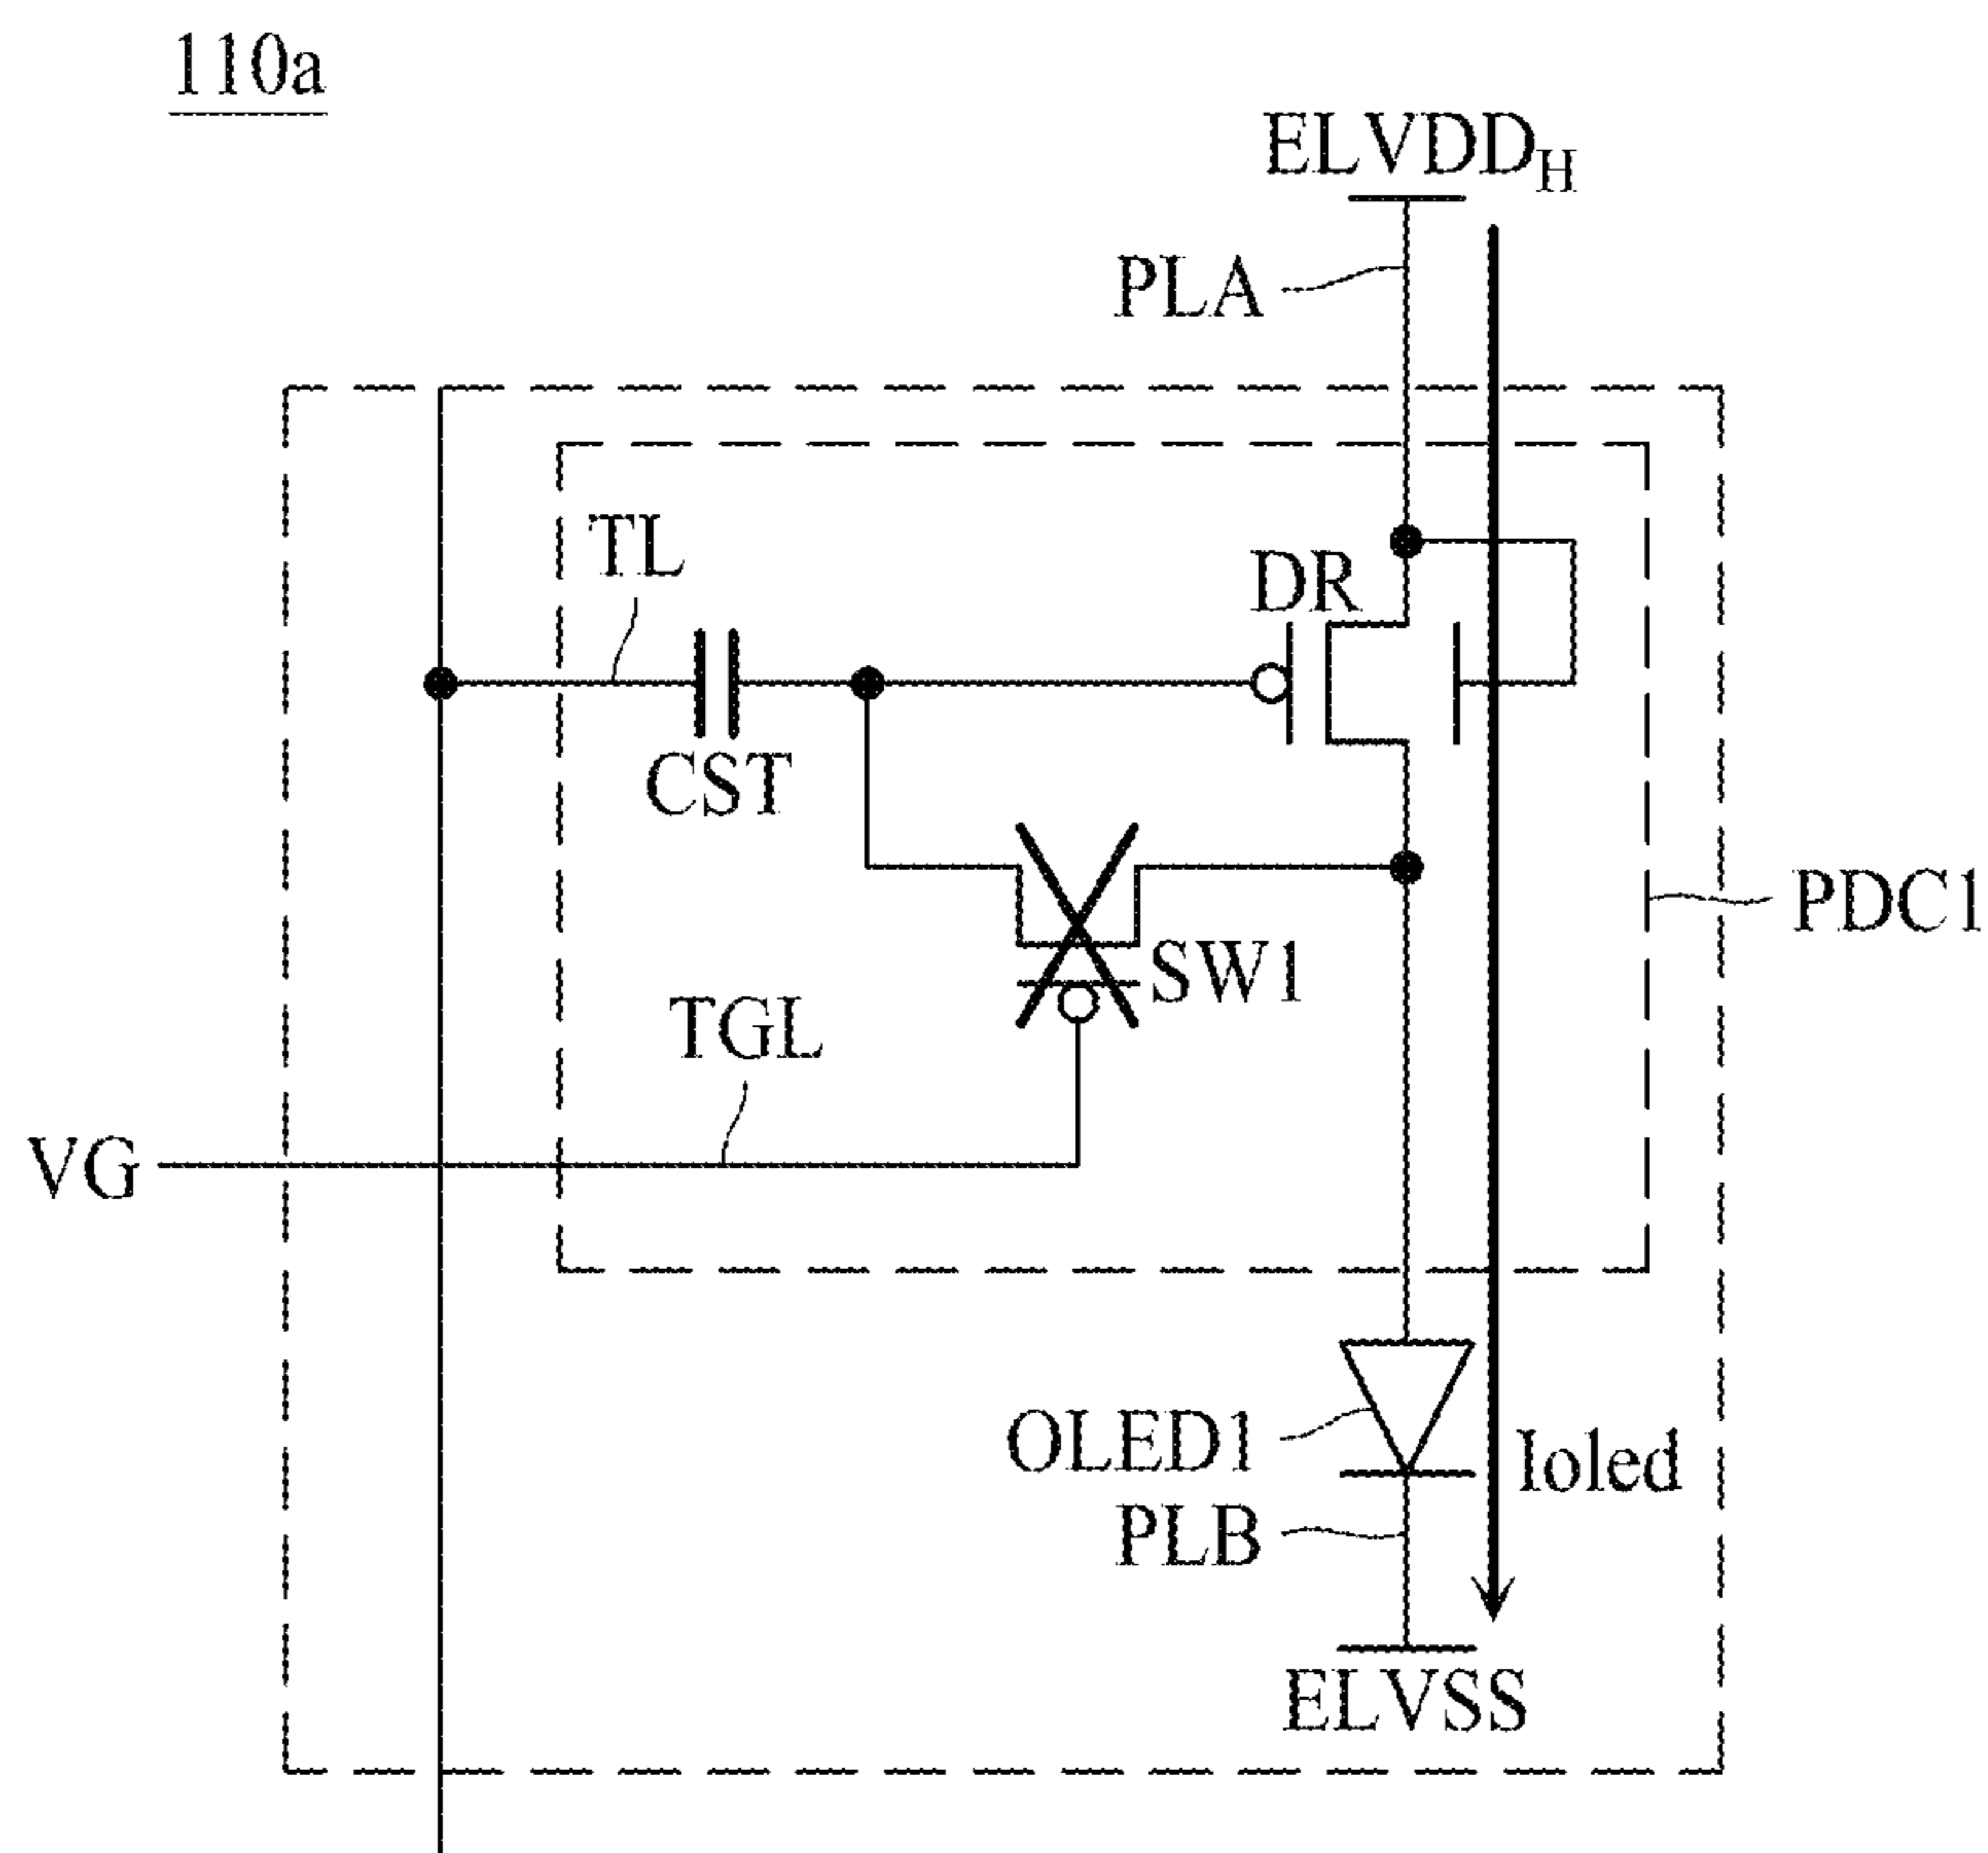 110a
ELVDDH
PLA
TL
DR
CST
PDC1
SW1
TGL
VG
OLED1
Ioled
PLB
ELVSS